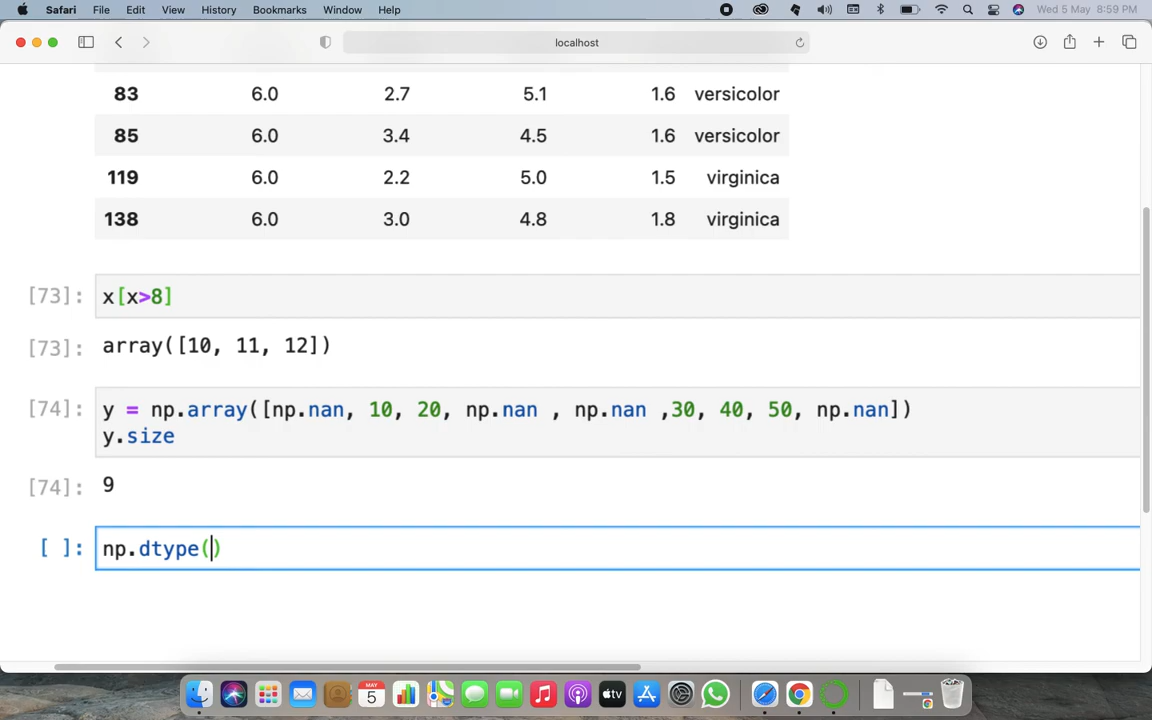 Safari File Edit View History Bookmarks Window Help Wed 5 May 8:59 PM
localhost
83 6.0 2.7 5.1 1.6 versicolor
85 6.0 3.4 4.5 1.6 versicolor
119 6.0 2.2 5.0 1.5 virginica
138 6.0 3.0 4.8 1.8 virginica
[73]: x[x>8]
[73]: array([10, 11, 12])
[74]: y = np.array([np.nan, 10, 20, np.nan , np.nan ,30, 40, 50, np.nan])
y.size
[74]: 9
[ ]: np.dtype()
MAY
5
tv